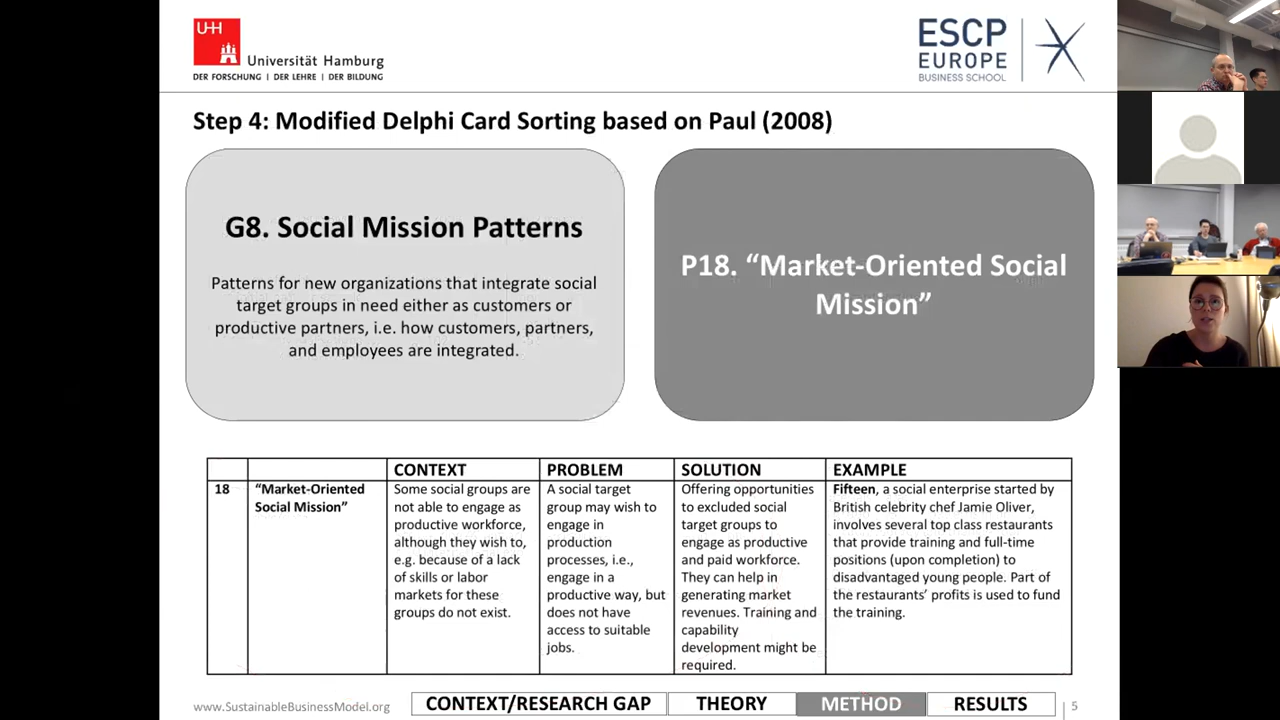 UHH
Universität Hamburg
DER FORSCHUNG | DER LEHRE | DER BILDUNG
ESCP
EUROPE
BUSINESS SCHOOL
Step 4: Modified Delphi Card Sorting based on Paul (2008)
G8. Social Mission Patterns
Patterns for new organizations that integrate social
target groups in need either as customers or
productive partners, i.e. how customers, partners,
and employees are integrated.
P18. “Market-Oriented Social
Mission”
CONTEXT PROBLEM SOLUTION EXAMPLE
18
“Market-Oriented
Social Mission”
Some social groups are
not able to engage as
productive workforce,
although they wish to,
e.g. because of a lack
of skills or labor
markets for these
groups do not exist.
A social target
group may wish to
engage in
production
processes, i.e.,
engage in a
productive way, but
does not have
access to suitable
jobs.
Offering opportunities
to excluded social
target groups to
engage as productive
and paid workforce.
They can help in
generating market
revenues. Training and
capability
development might be
required.
Fifteen, a social enterprise started by
British celebrity chef Jamie Oliver,
involves several top class restaurants
that provide training and full-time
positions (upon completion) to
disadvantaged young people. Part of
the restaurants’ profits is used to fund
the training.
www.SustainableBusinessModel.org
CONTEXT/RESEARCH GAP THEORY METHOD RESULTS
5